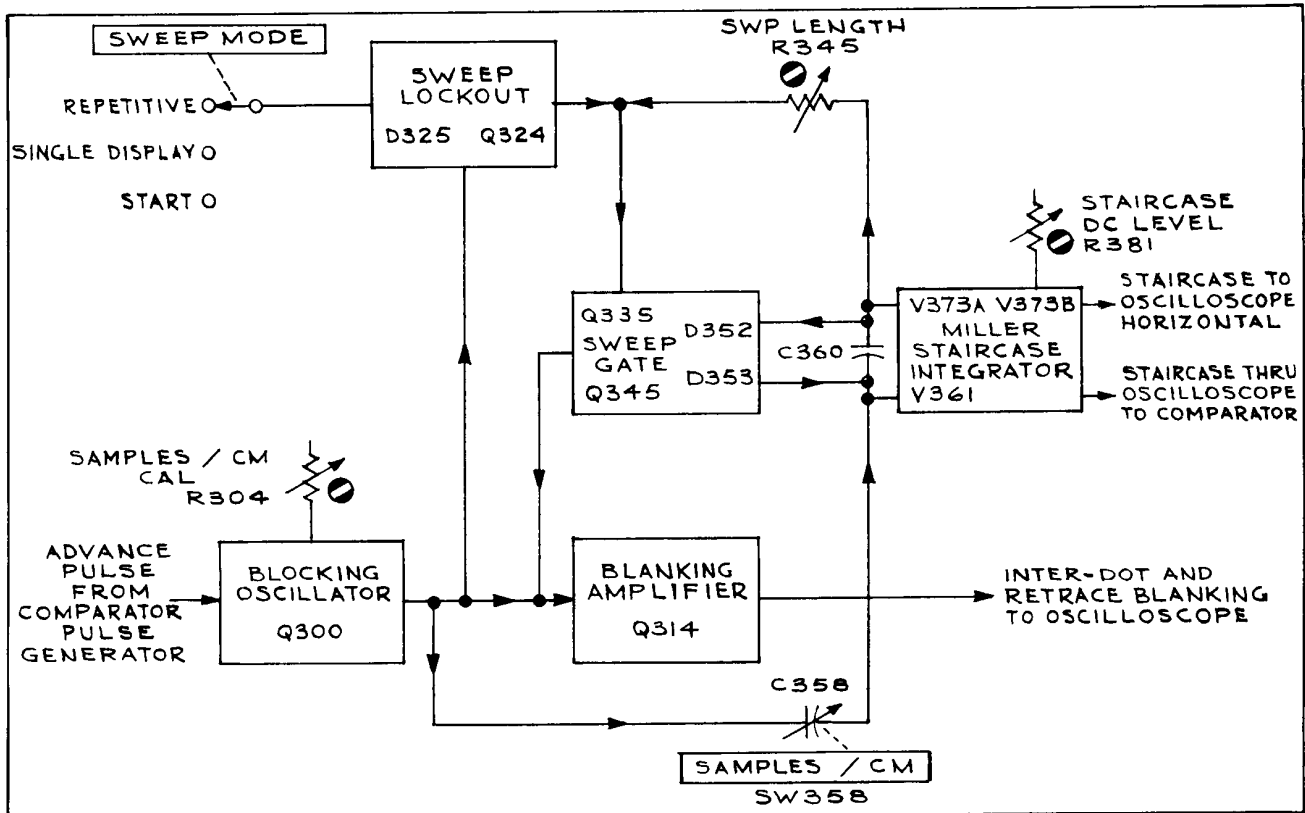 SWEEP MODE
REPETITIVE
SINGLE DISPLAY
START
SWEEP
LOCKOUT
D325 Q324
SWP LENGTH
R345
STAIRCASE
DC LEVEL
R381
Q335
D352
SWEEP
GATE
D353
Q345
C360
V373A V373B
MILLER
STAIRCASE
INTEGRATOR
V361
STAIRCASE TO
OSCILLOSCOPE
HORIZONTAL
STAIRCASE THRU
OSCILLOSCOPE
TO COMPARATOR
SAMPLES / CM
CAL
R304
ADVANCE
PULSE
FROM
COMPARATOR
PULSE
GENERATOR
BLOCKING
OSCILLATOR
Q300
BLANKING
AMPLIFIER
Q314
INTER-DOT AND
RETRACE BLANKING
TO OSCILLOSCOPE
C358
SAMPLES / CM
SW358